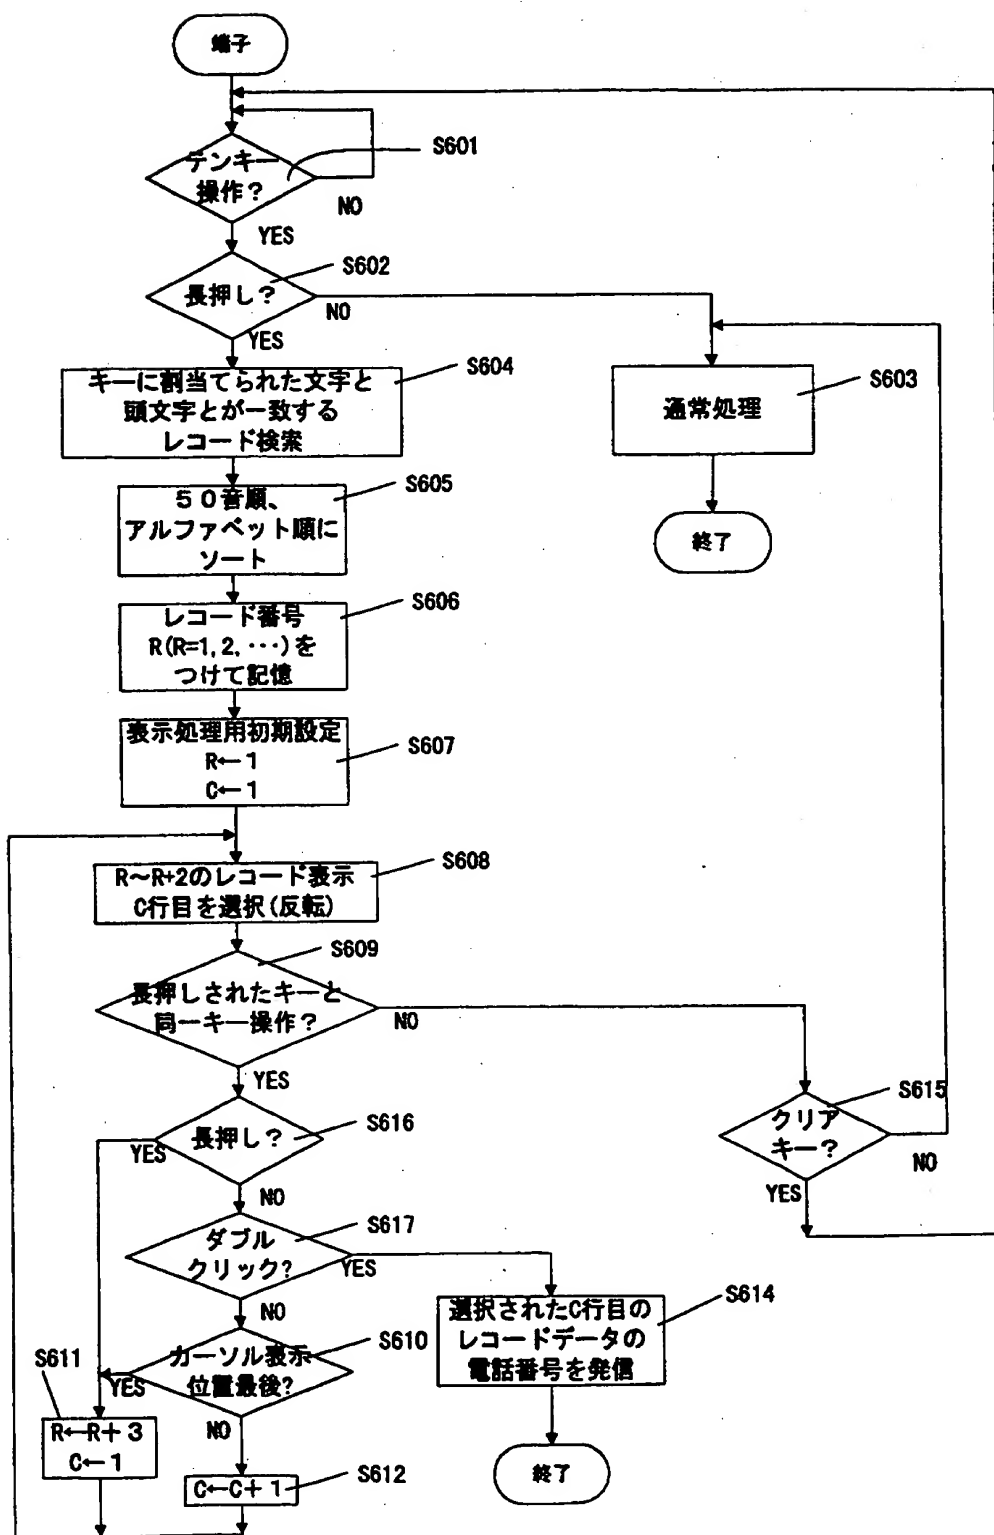 端子
テンキー
操作？
S601
NO
YES
長押し？
S602
NO
YES
キーに割当てられた文字と
頭文字とが一致する
レコード検索
S604
通常処理
S603
５０音順、
アルファベット順に
ソート
S605
終了
レコード番号
R(R=1, 2, ･･･)を
つけて記憶
S606
表示処理用初期設定
R←１
C←１
S607
R～R+2のレコード表示
C行目を選択(反転)
S608
長押しされたキーと
同一キー操作？
S609
NO
YES
クリア
キー？
S615
NO
YES
長押し？
S616
YES
NO
ダブル
クリック?
S617
YES
NO
選択されたC行目の
レコードデータの
電話番号を発信
S614
カーソル表示
位置最後?
S610
YES
NO
S611
R←R＋３
C←１
C←C＋１
S612
終了